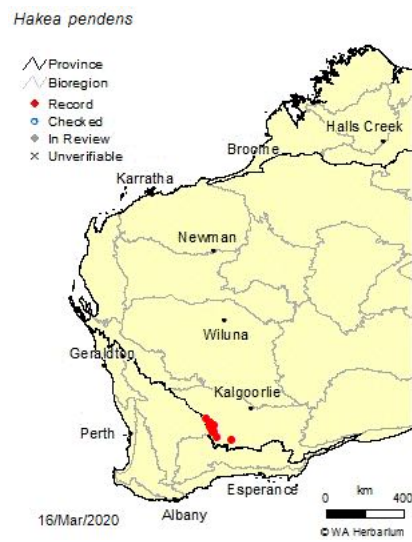 Hakea pendens
Province
Bioregion
Record
Checked
In Review
Unverifiable
Halls Creek
Broome
Karratha
Newman
Wiluna
Geraldton
Kalgoorlie
Perth
Esperance
Albany
16/Mar/2020
km
0 400
© WA Herbarium